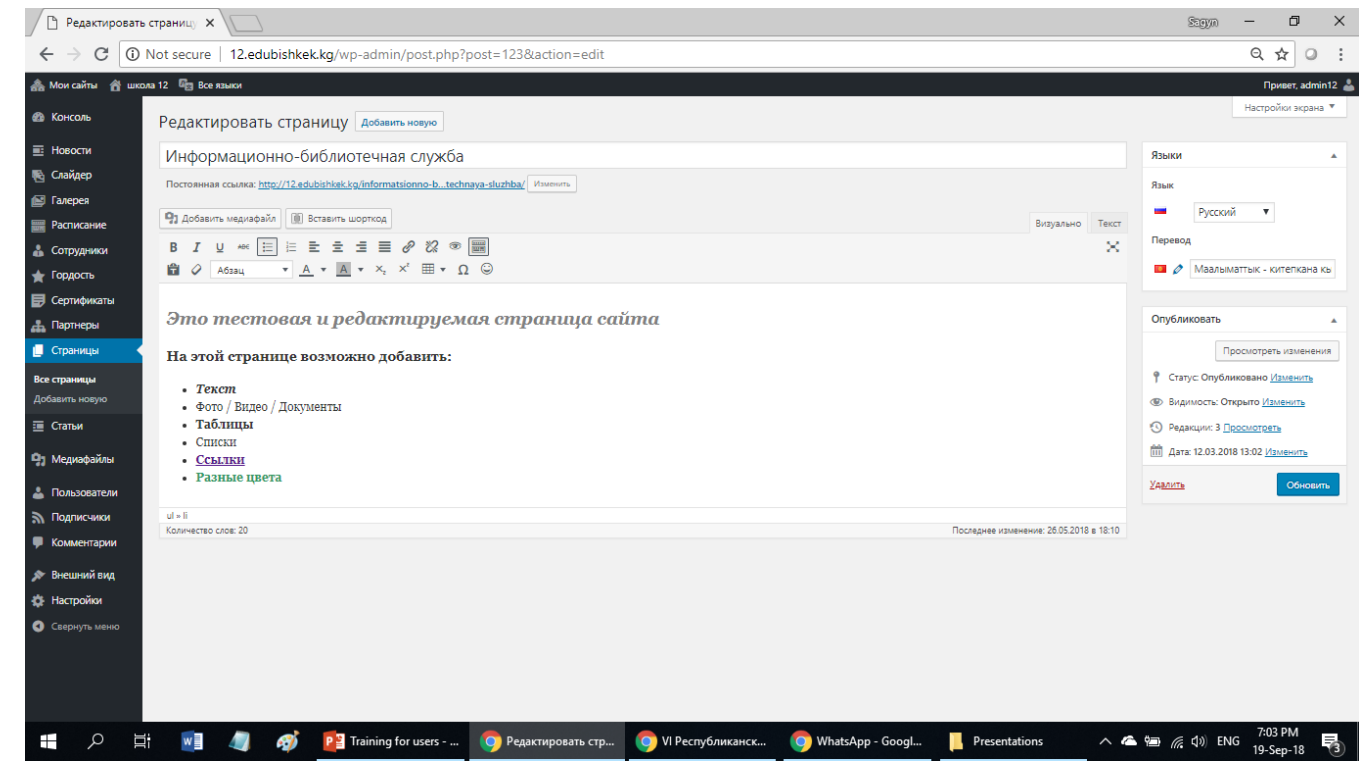 Редактировать страницу
Sagyn
Not secure | 12.edubishkek.kg/wp-admin/post.php?post=123&action=edit
Мои сайты школа 12 Все языки
Привет, admin12
Консоль
Новости
Слайдер
Галерея
Расписание
Сотрудники
Гордость
Сертификаты
Партнеры
Страницы
Все страницы
Добавить новую
Статьи
Медиафайлы
Пользователи
Подписчики
Комментарии
Внешний вид
Настройки
Свернуть меню
Настройки экрана
Редактировать страницу Добавить новую
Информационно-библиотечная служба
Постоянная ссылка: http://12.edubishkek.kg/informatsionno-b...technaya-sluzhba/ Изменить
Добавить медиафайл Вставить шорткод
Визуально Текст
B I U ABC
Абзац A A X₂ X² Ω
Это тестовая и редактируемая страница сайта
На этой странице возможно добавить:
• Текст
• Фото / Видео / Документы
• Таблицы
• Списки
• Ссылки
• Разные цвета
ul » li
Количество слов: 20
Последнее изменение: 26.05.2018 в 18:10
Языки
Язык
Русский
Перевод
Маалыматтык - китепкана кь
Опубликовать
Просмотреть изменения
Статус: Опубликовано Изменить
Видимость: Открыто Изменить
Редакции: 3 Просмотреть
Дата: 12.03.2018 13:02 Изменить
Удалить
Обновить
Training for users - ...
Редактировать стр...
VI Республиканск...
WhatsApp - Googl...
Presentations
ENG
7:03 PM
19-Sep-18
3